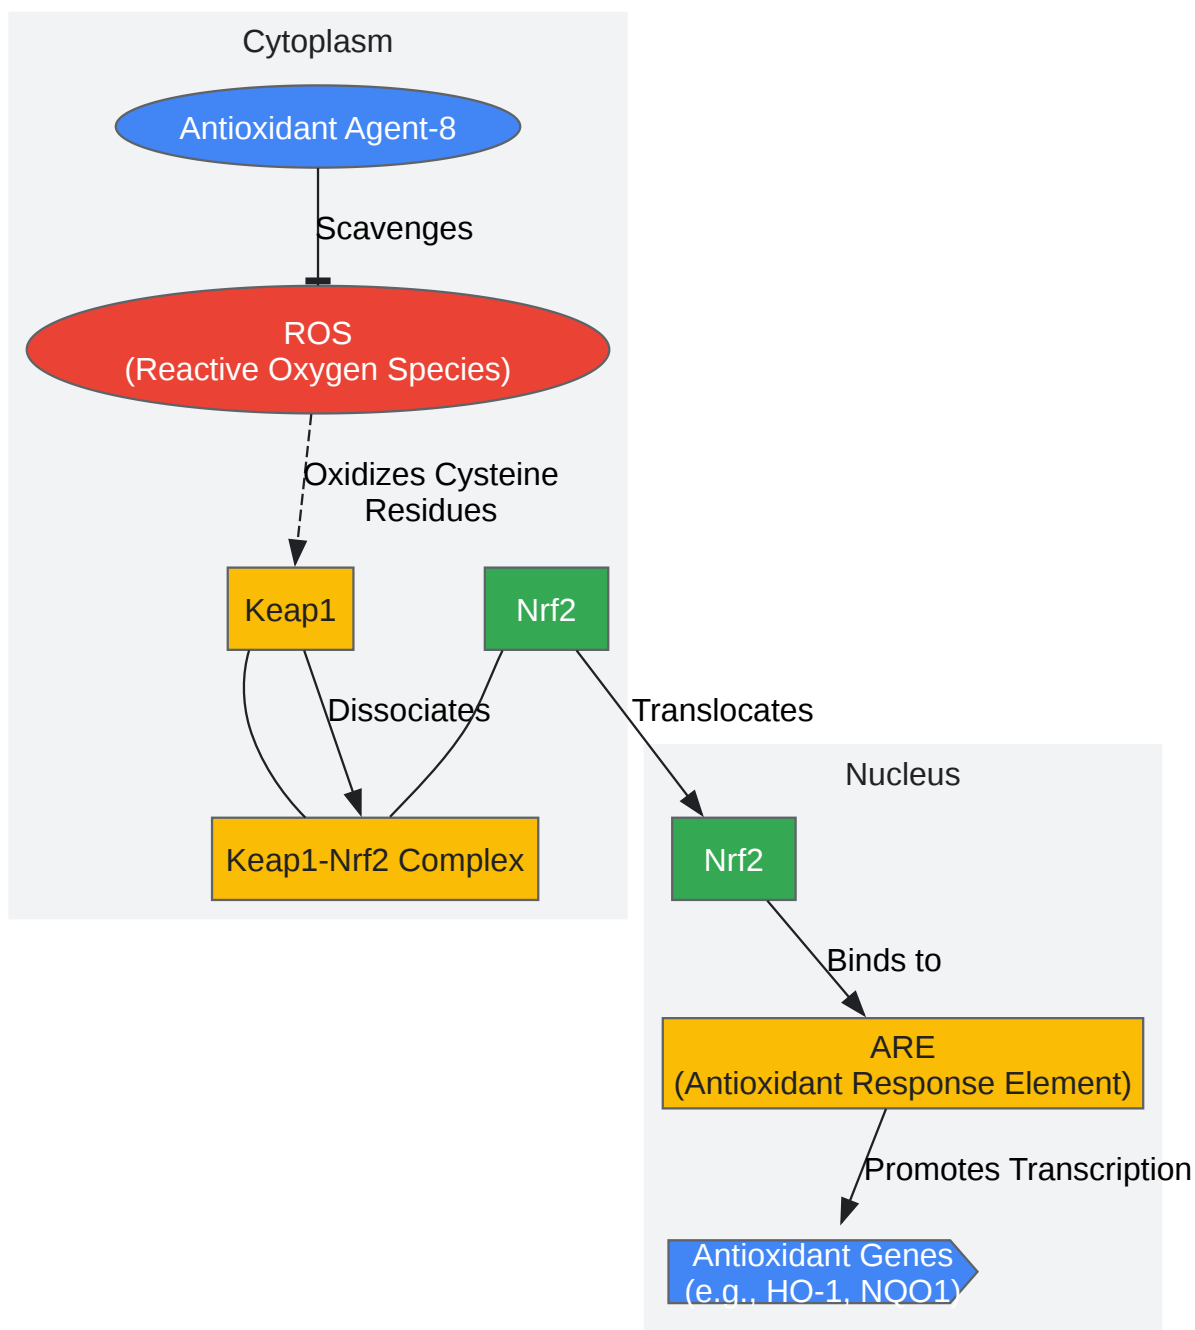 Cytoplasm
Antioxidant Agent-8
Scavenges
ROS
(Reactive Oxygen Species)
Oxidizes Cysteine
Residues
Keap1
Nrf2
Dissociates
Translocates
Nucleus
Keap1-Nrf2 Complex
Nrf2
Binds to
ARE
(Antioxidant Response Element)
Promotes Transcription
Antioxidant Genes
(e.g., HO-1, NQO1)